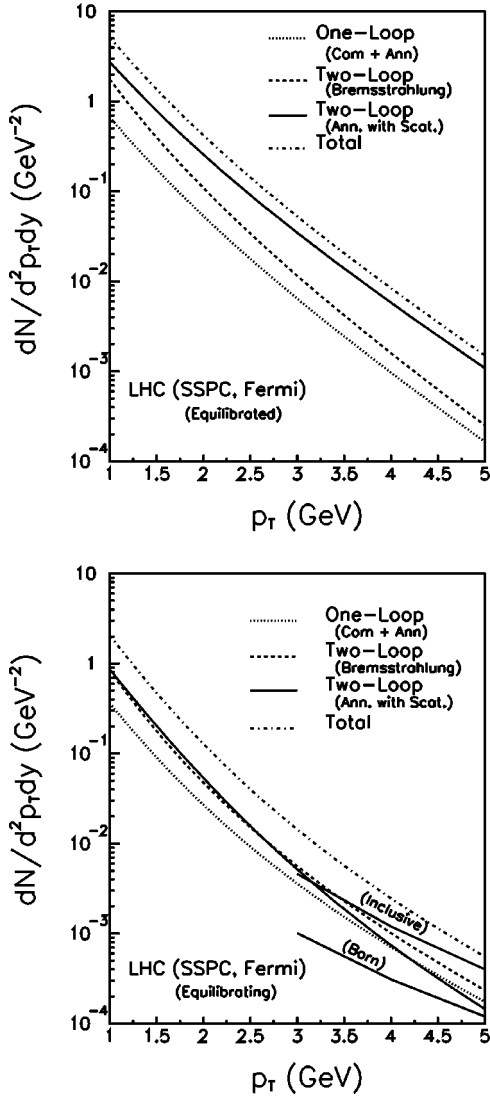 10
1
10⁻¹
10⁻²
10⁻³
10⁻⁴
dN/d²p_T dy (GeV⁻²)
One–Loop
(Com + Ann)
Two–Loop
(Bremsstrahlung)
Two–Loop
(Ann. with Scat.)
Total
LHC (SSPC, Fermi)
(Equilibrated)
1 1.5 2 2.5 3 3.5 4 4.5 5
p_T (GeV)
10
1
10⁻¹
10⁻²
10⁻³
10⁻⁴
dN/d²p_T dy (GeV⁻²)
One–Loop
(Com + Ann)
Two–Loop
(Bremsstrahlung)
Two–Loop
(Ann. with Scat.)
Total
(Inclusive)
(Born)
LHC (SSPC, Fermi)
(Equilibrating)
1 1.5 2 2.5 3 3.5 4 4.5 5
p_T (GeV)